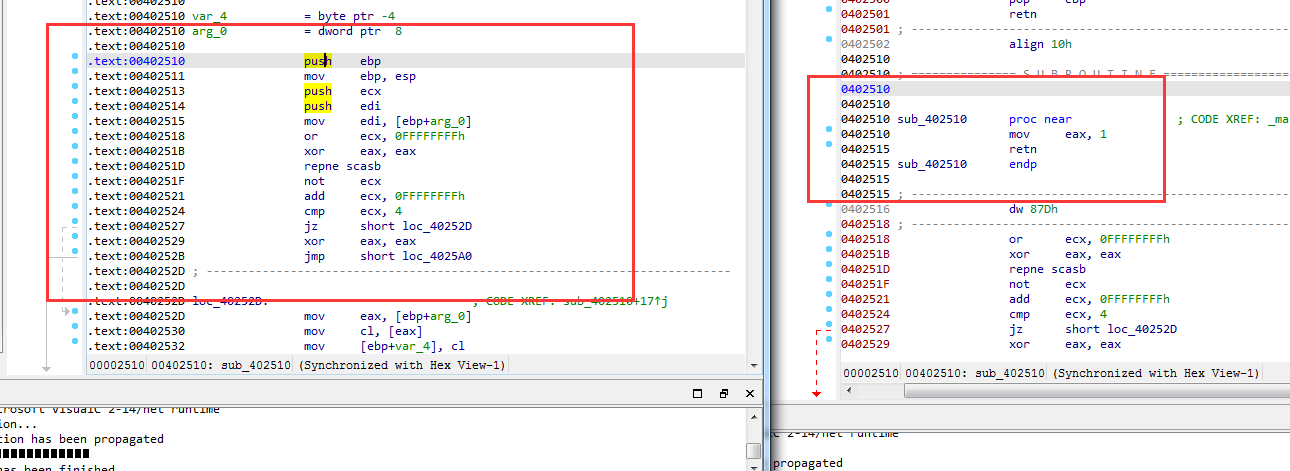 .text:00402510
.text:00402510 var_4 = byte ptr -4
.text:00402510 arg_0 = dword ptr 8
.text:00402510
.text:00402510 push ebp
.text:00402511 mov ebp, esp
.text:00402513 push ecx
.text:00402514 push edi
.text:00402515 mov edi, [ebp+arg_0]
.text:00402518 or ecx, 0FFFFFFFFh
.text:0040251B xor eax, eax
.text:0040251D repne scasb
.text:0040251F not ecx
.text:00402521 add ecx, 0FFFFFFFFh
.text:00402524 cmp ecx, 4
.text:00402527 jz short loc_40252D
.text:00402529 xor eax, eax
.text:0040252B jmp short loc_4025A0
.text:0040252D ; ---------------------------------------------------------------------------
.text:0040252D
.text:0040252D loc_40252D: ; CODE XREF: sub_402510+17↑j
.text:0040252D mov eax, [ebp+arg_0]
.text:00402530 mov cl, [eax]
.text:00402532 mov [ebp+var_4], cl
00002510 00402510: sub_402510 (Synchronized with Hex View-1)
VisualC 2-14/net runtime
ion...
tion has been propagated
has been finished
0402500 pop ebp
0402501 retn
0402501 ; ---------------------------------------------------------------------------
0402502 align 10h
0402510
0402510 ; =============== S U B R O U T I N E =======================
0402510
0402510
0402510 sub_402510 proc near ; CODE XREF: _ma
0402510 mov eax, 1
0402515 retn
0402515 sub_402510 endp
0402515
0402515 ; ---------------------------------------------------------------------------
0402516 dw 87Dh
0402518 ; ---------------------------------------------------------------------------
0402518 or ecx, 0FFFFFFFFh
040251B xor eax, eax
040251D repne scasb
040251F not ecx
0402521 add ecx, 0FFFFFFFFh
0402524 cmp ecx, 4
0402527 jz short loc_40252D
0402529 xor eax, eax
00002510 00402510: sub_402510 (Synchronized with Hex View-1)
C 2-14/net runtime
propagated